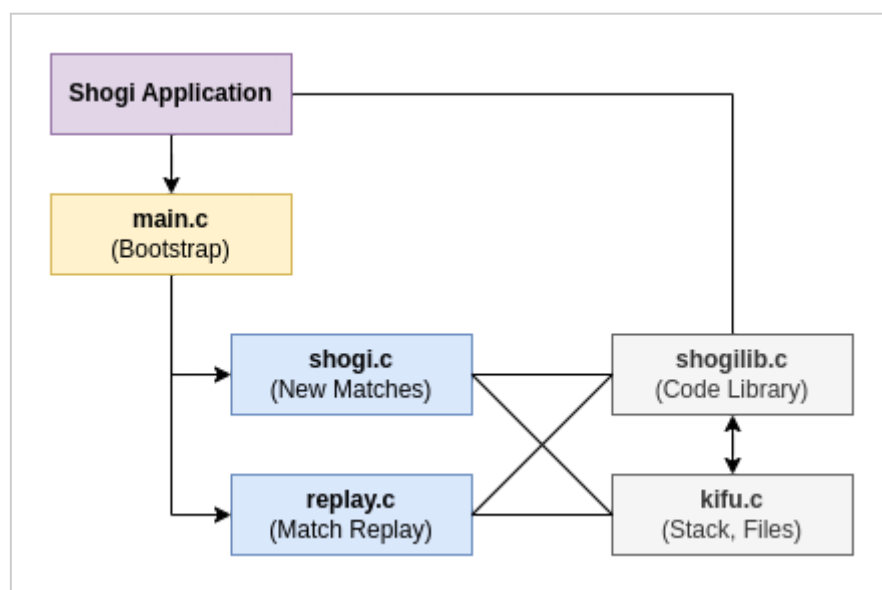 Shogi Application
main.c
(Bootstrap)
shogi.c
(New Matches)
shogilib.c
(Code Library)
replay.c
(Match Replay)
kifu.c
(Stack, Files)